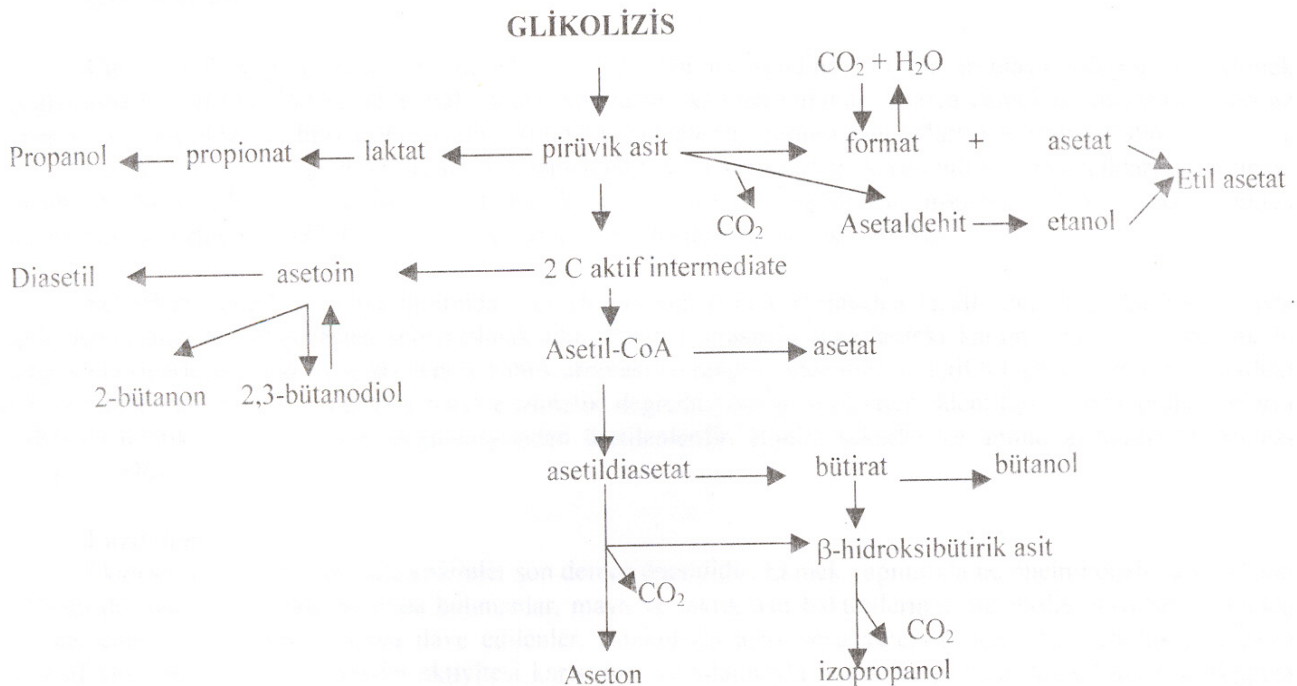 GLİKOLİZİS
CO₂ + H₂O
Propanol propionat laktat pirüvik asit format + asetat
Etil asetat
CO₂ Asetaldehit etanol
Diasetil asetoin 2 C aktif intermediate
Asetil-CoA asetat
2-bütanon 2,3-bütanodiol
asetildiasetat bütirat bütanol
β-hidroksibütirik asit
CO₂
CO₂
Aseton izopropanol